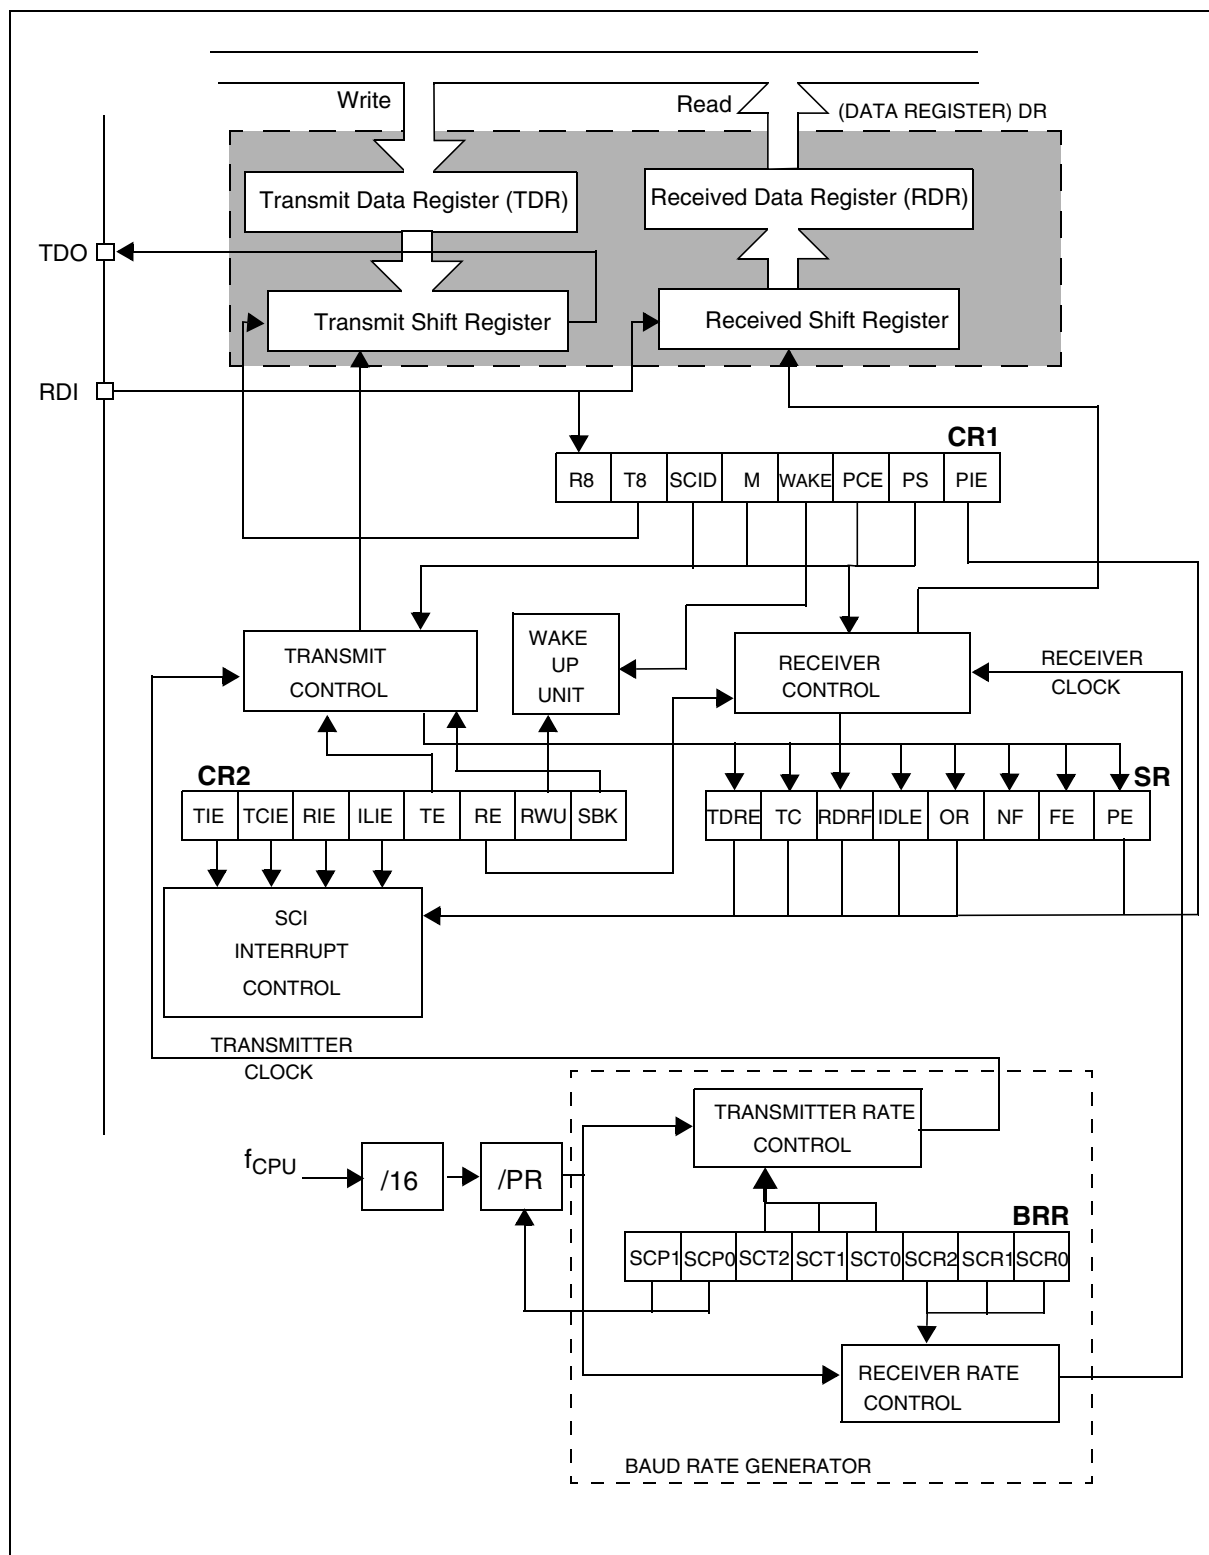 Write
Read
(DATA REGISTER) DR
Transmit Data Register (TDR)
Received Data Register (RDR)
TDO
Transmit Shift Register
Received Shift Register
RDI
CR1
R8 T8 SCID M WAKE PCE PS PIE
TRANSMIT
CONTROL
WAKE
UP
UNIT
RECEIVER
CONTROL
RECEIVER
CLOCK
CR2
SR
TIE TCIE RIE ILIE TE RE RWU SBK
TDRE TC RDRF IDLE OR NF FE PE
SCI
INTERRUPT
CONTROL
TRANSMITTER
CLOCK
TRANSMITTER RATE
CONTROL
fCPU
/16
/PR
BRR
SCP1 SCP0 SCT2 SCT1 SCT0 SCR2 SCR1 SCR0
RECEIVER RATE
CONTROL
BAUD RATE GENERATOR